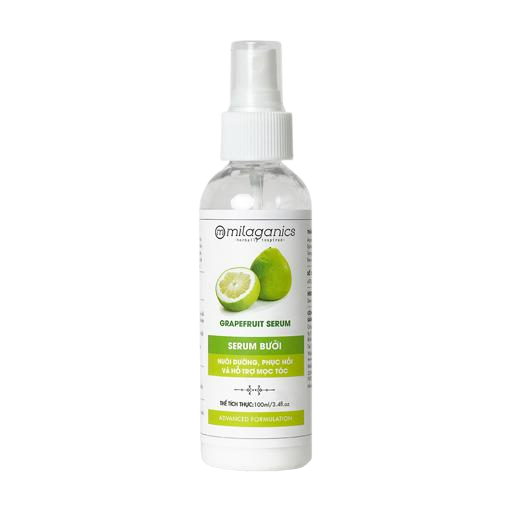 m milaganics
herbally inspired
GRAPEFRUIT SERUM
SERUM BƯỞI
NUÔI DƯỠNG, PHỤC HỒI
VÀ HỖ TRỢ MỌC TÓC
THỂ TÍCH THỰC:100ml/3.4fl.oz
ADVANCED FORMULATION